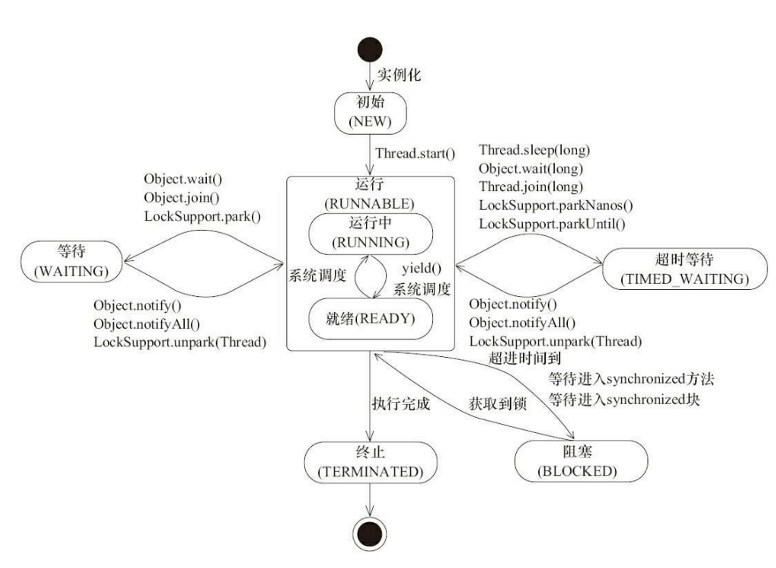 实例化
初始
(NEW)
Thread.start()
Object.wait()
Object.join()
LockSupport.park()
Thread.sleep(long)
Object.wait(long)
Thread.join(long)
LockSupport.parkNanos()
LockSupport.parkUntil()
运行
(RUNNABLE)
运行中
(RUNNING)
等待
(WAITING)
超时等待
(TIMED_WAITING)
系统调度
yield()
系统调度
就绪(READY)
Object.notify()
Object.notifyAll()
LockSupport.unpark(Thread)
Object.notify()
Object.notifyAll()
LockSupport.unpark(Thread)
超进时间到
等待进入synchronized方法
等待进入synchronized块
执行完成
获取到锁
终止
(TERMINATED)
阻塞
(BLOCKED)